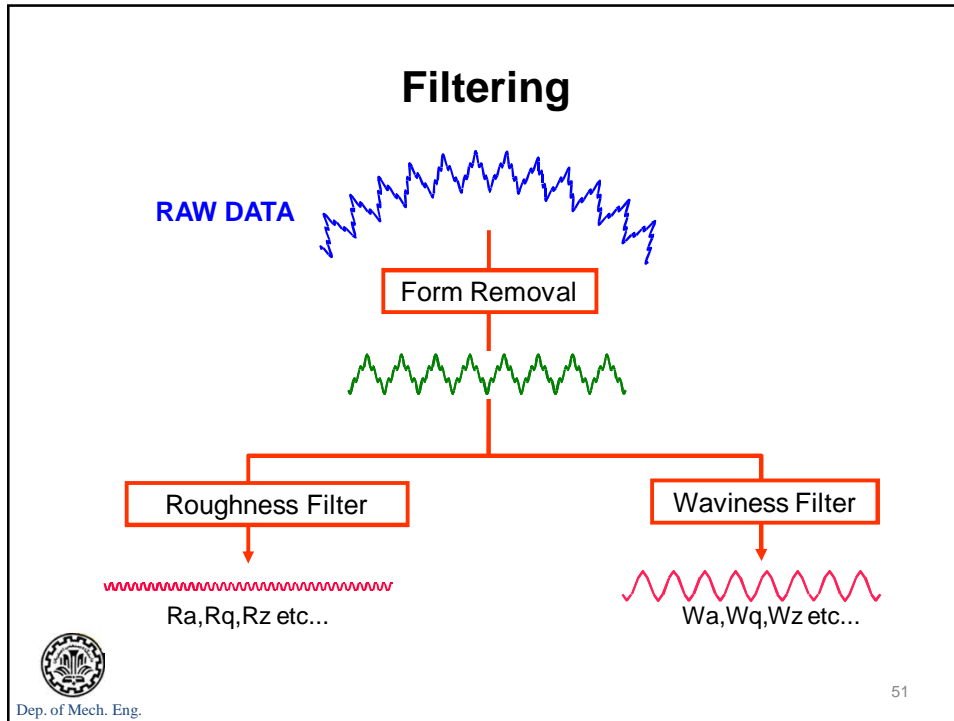 Filtering
RAW DATA
Form Removal
Roughness Filter
Waviness Filter
Ra,Rq,Rz etc...
Wa,Wq,Wz etc...
Dep. of Mech. Eng.
51